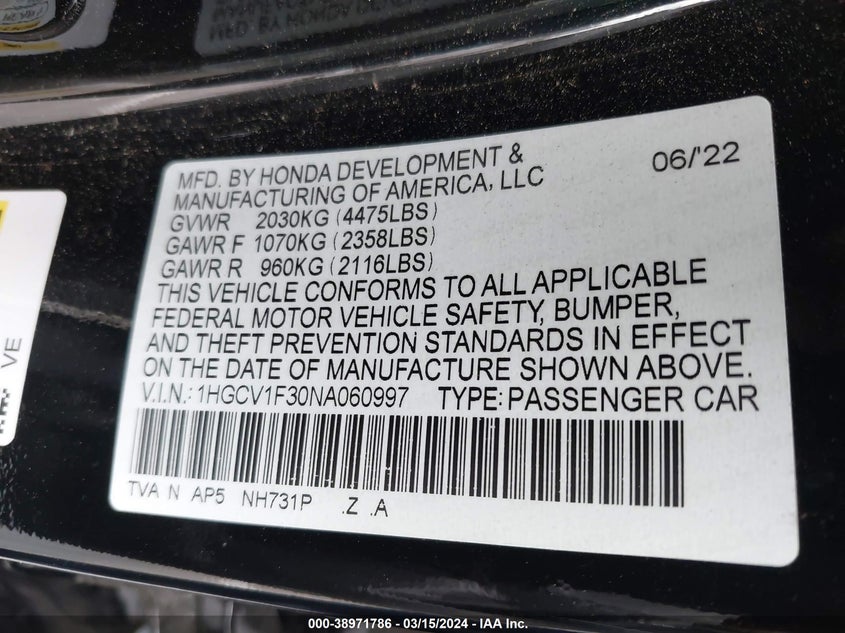 MFD. BY HONDA DEVELOPMENT & 06/'22
MANUFACTURING OF AMERICA, LLC
GVWR 2030KG (4475LBS)
GAWR F 1070KG (2358LBS)
GAWR R 960KG (2116LBS)
THIS VEHICLE CONFORMS TO ALL APPLICABLE
FEDERAL MOTOR VEHICLE SAFETY, BUMPER,
AND THEFT PREVENTION STANDARDS IN EFFECT
ON THE DATE OF MANUFACTURE SHOWN ABOVE.
V.I.N.: 1HGCV1F30NA060997 TYPE: PASSENGER CAR
TVA N AP5 NH731P .Z .A
VE
000-38971786 - 03/15/2024 - IAA Inc.